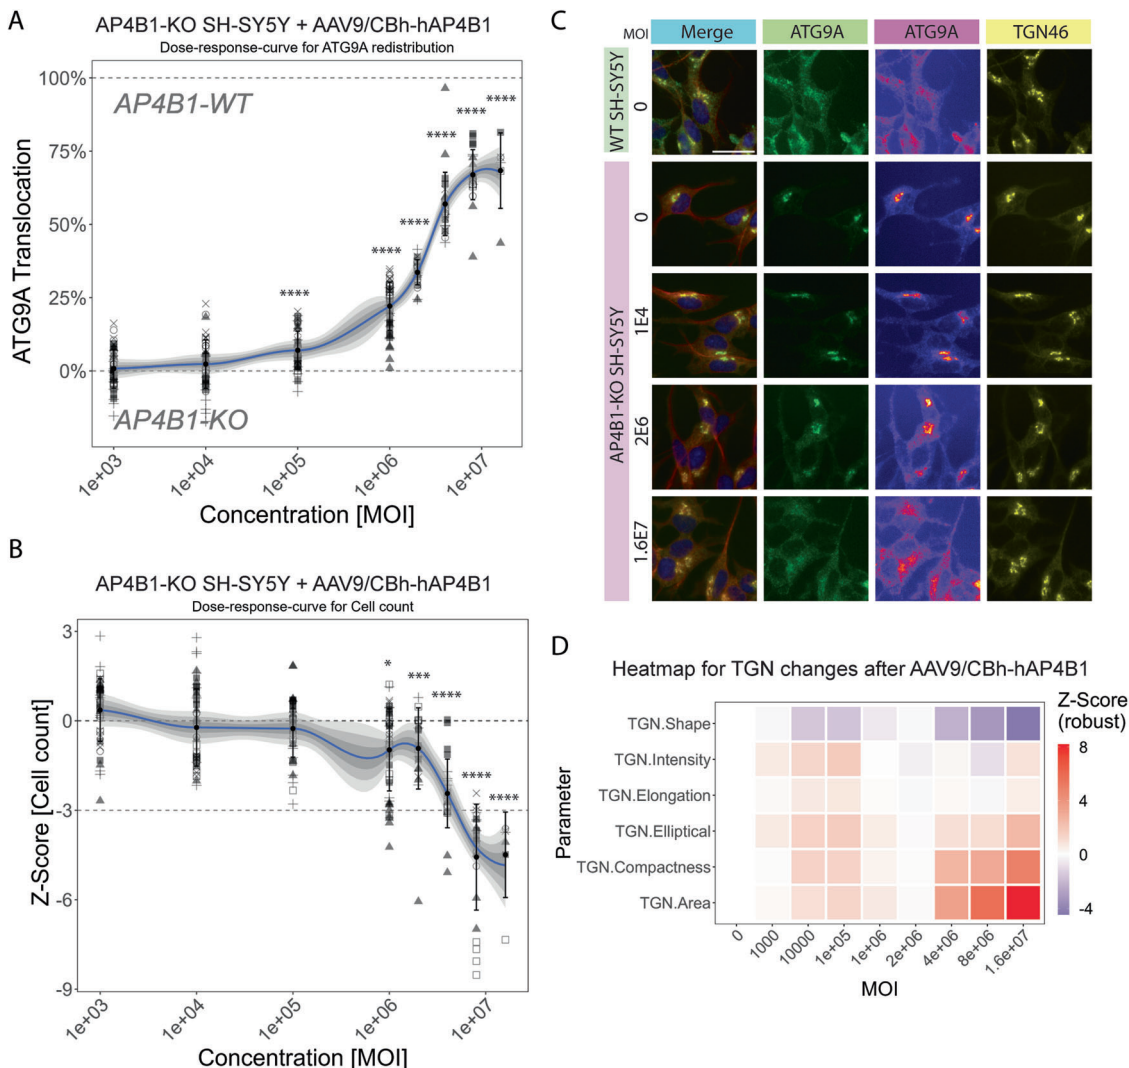 A
AP4B1-KO SH-SY5Y + AAV9/CBh-hAP4B1
Dose-response-curve for ATG9A redistribution
ATG9A Translocation
100%
75%
50%
25%
0%
AP4B1-WT
AP4B1-KO
****
****
****
****
****
****
1e+03
1e+04
1e+05
1e+06
1e+07
Concentration [MOI]
B
AP4B1-KO SH-SY5Y + AAV9/CBh-hAP4B1
Dose-response-curve for Cell count
Z-Score [Cell count]
3
0
-3
-6
-9
*
***
****
****
****
1e+03
1e+04
1e+05
1e+06
1e+07
Concentration [MOI]
C
MOI
Merge
ATG9A
ATG9A
TGN46
WT SH-SY5Y
0
AP4B1-KO SH-SY5Y
0
1E4
2E6
1.6E7
D
Heatmap for TGN changes after AAV9/CBh-hAP4B1
Parameter
TGN.Shape
TGN.Intensity
TGN.Elongation
TGN.Elliptical
TGN.Compactness
TGN.Area
0
1000
10000
1e+05
1e+06
2e+06
4e+06
8e+06
1.6e+07
MOI
Z-Score
(robust)
8
4
0
-4